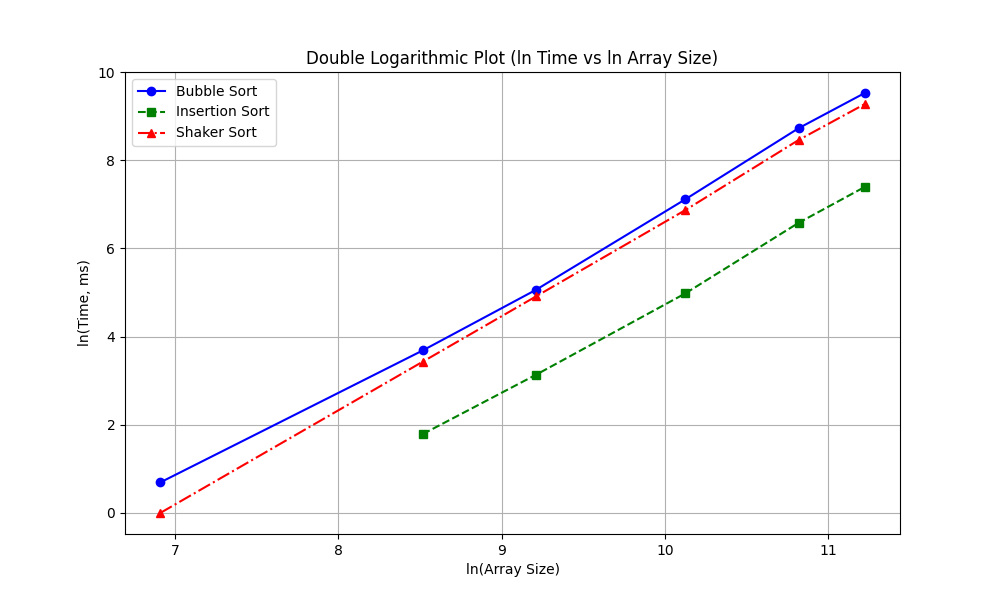 Double Logarithmic Plot (ln Time vs ln Array Size)
Bubble Sort
Insertion Sort
Shaker Sort
ln(Time, ms)
10
8
6
4
2
0
7
8
9
10
11
ln(Array Size)